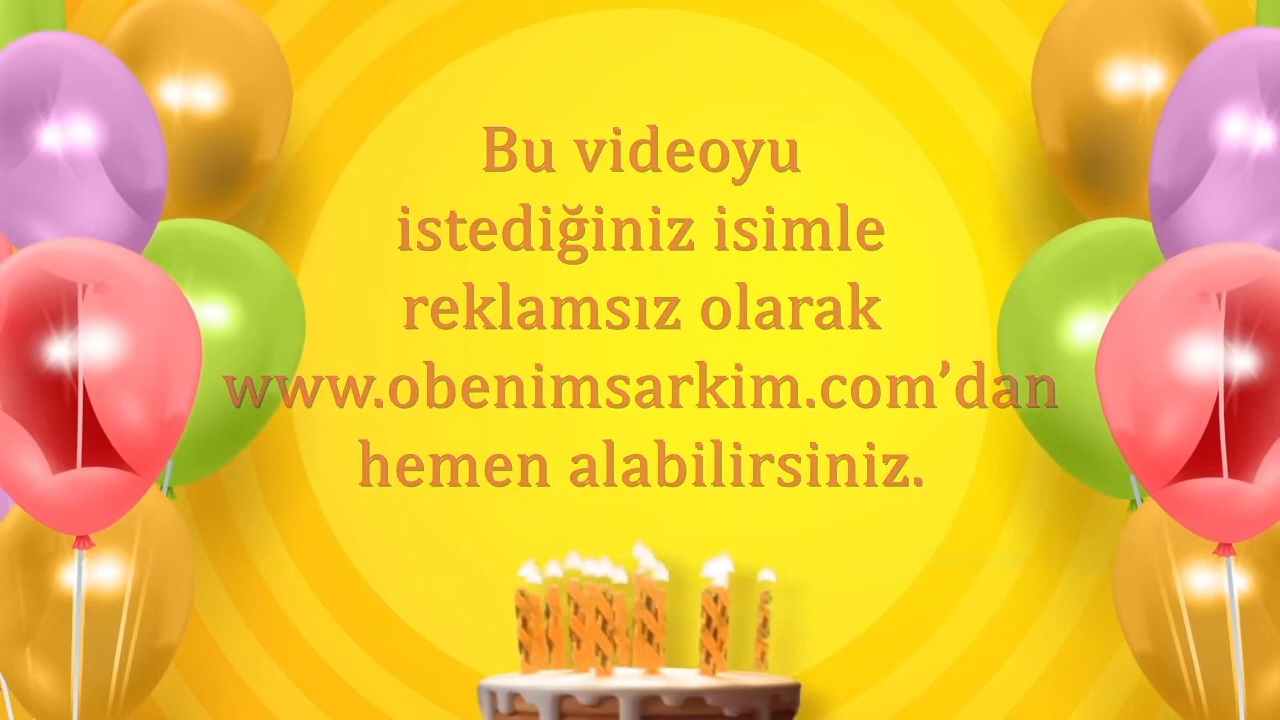 Bu videoyu
istediğiniz isimle
reklamsız olarak
www.obenimsarkim.com’dan
hemen alabilirsiniz.